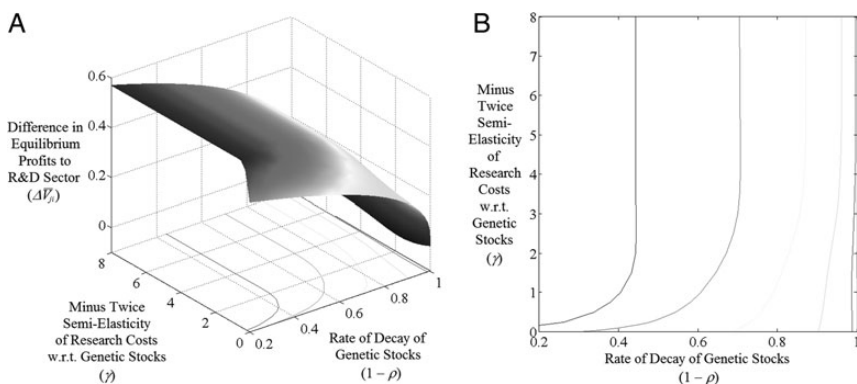 A
0.6
0.4
0.2
0
Difference in
Equilibrium
Profits to
R&D Sector
(ΔV̅ji)
8
6
4
2
0
0.2
0.4
0.6
0.8
1
Minus Twice
Semi-Elasticity
of Research Costs
w.r.t. Genetic Stocks
(γ)
Rate of Decay of
Genetic Stocks
(1 – ρ)
B
8
7
6
5
4
3
2
1
0
Minus
Twice
Semi-
Elasticity
of
Research
Costs
w.r.t.
Genetic
Stocks
(γ)
0.2
0.4
0.6
0.8
1
Rate of Decay of Genetic Stocks
(1 – ρ)